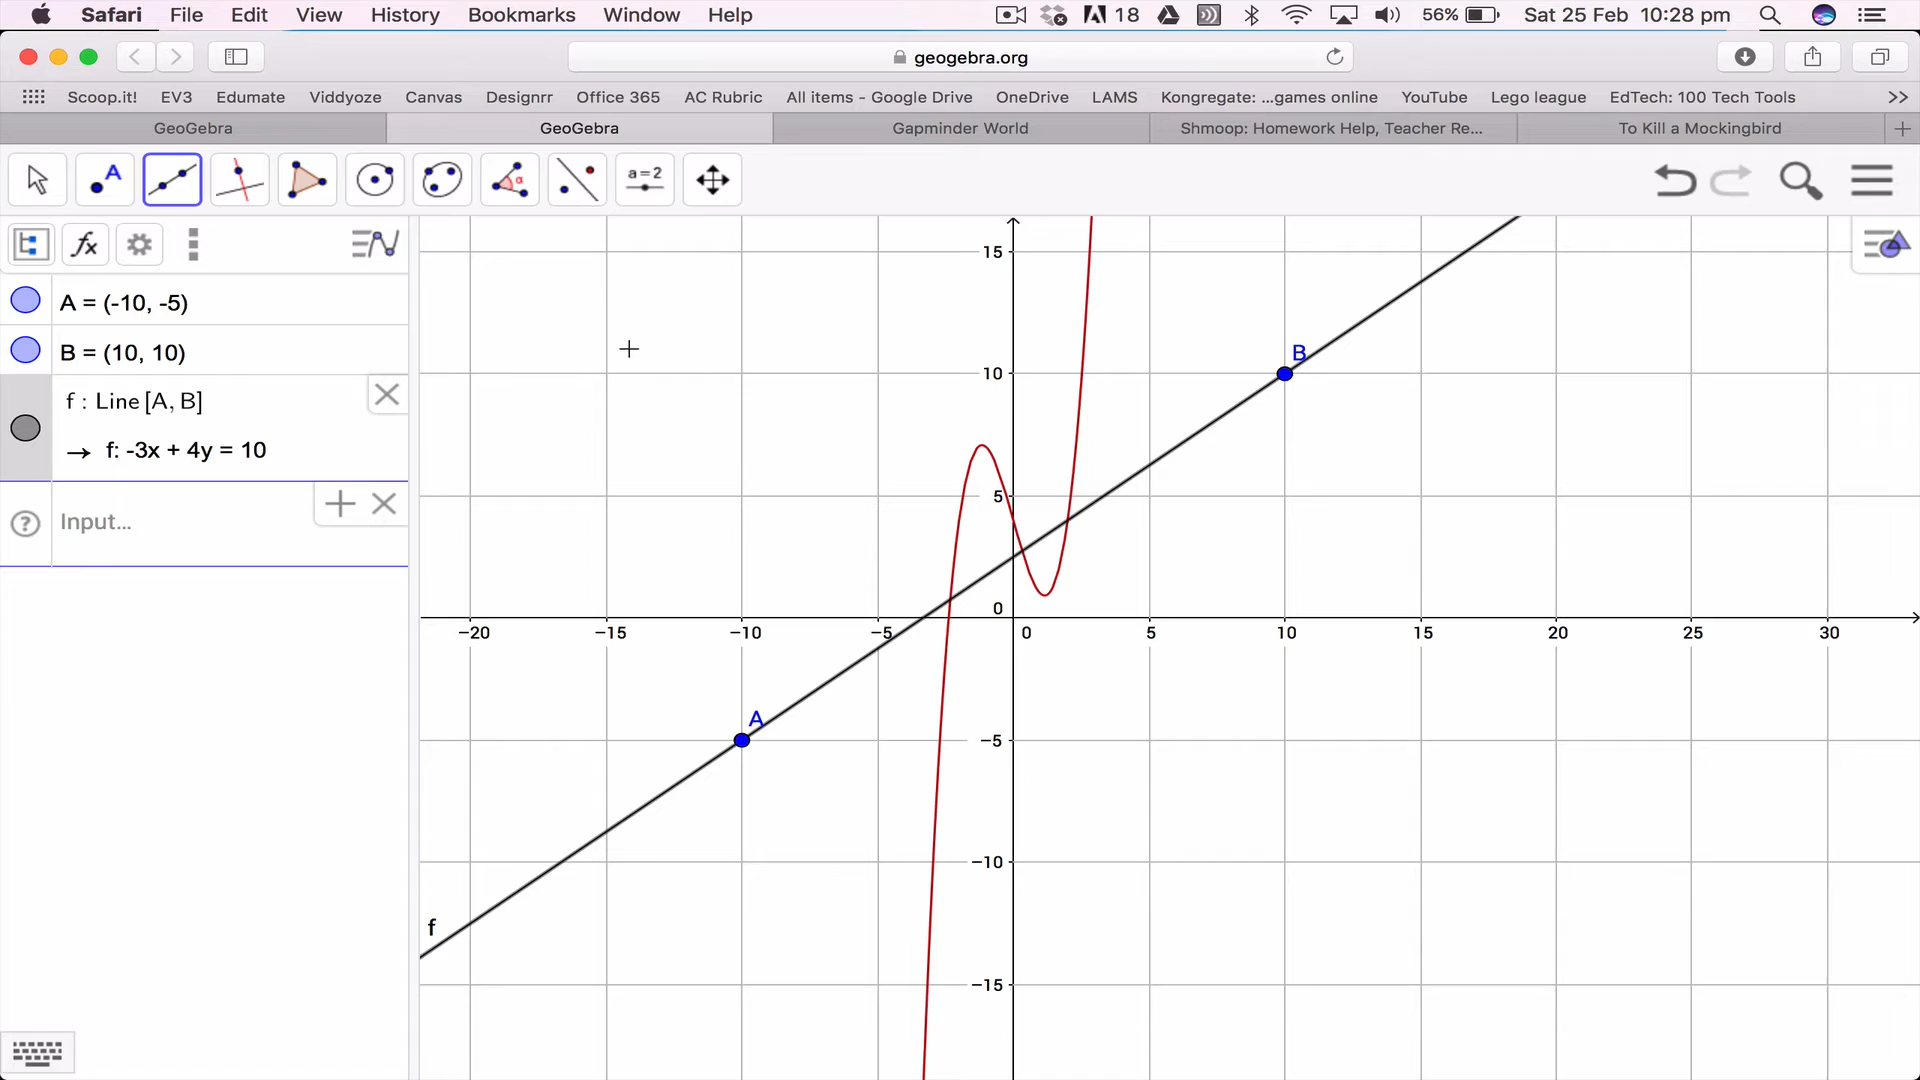 Safari File Edit View History Bookmarks Window Help 18 56% Sat 25 Feb 10:28 pm
geogebra.org
Scoop.it! EV3 Edumate Viddyoze Canvas Designrr Office 365 AC Rubric All items - Google Drive OneDrive LAMS Kongregate: ...games online YouTube Lego league EdTech: 100 Tech Tools >>
GeoGebra GeoGebra Gapminder World Shmoop: Homework Help, Teacher Re... To Kill a Mockingbird
A α a=2
fx
A = (-10, -5)
B = (10, 10)
f : Line [A, B]
→ f: -3x + 4y = 10
Input...
15
B
10
5
0
−20 −15 −10 −5 0 5 10 15 20 25 30
A
−5
−10
f
−15